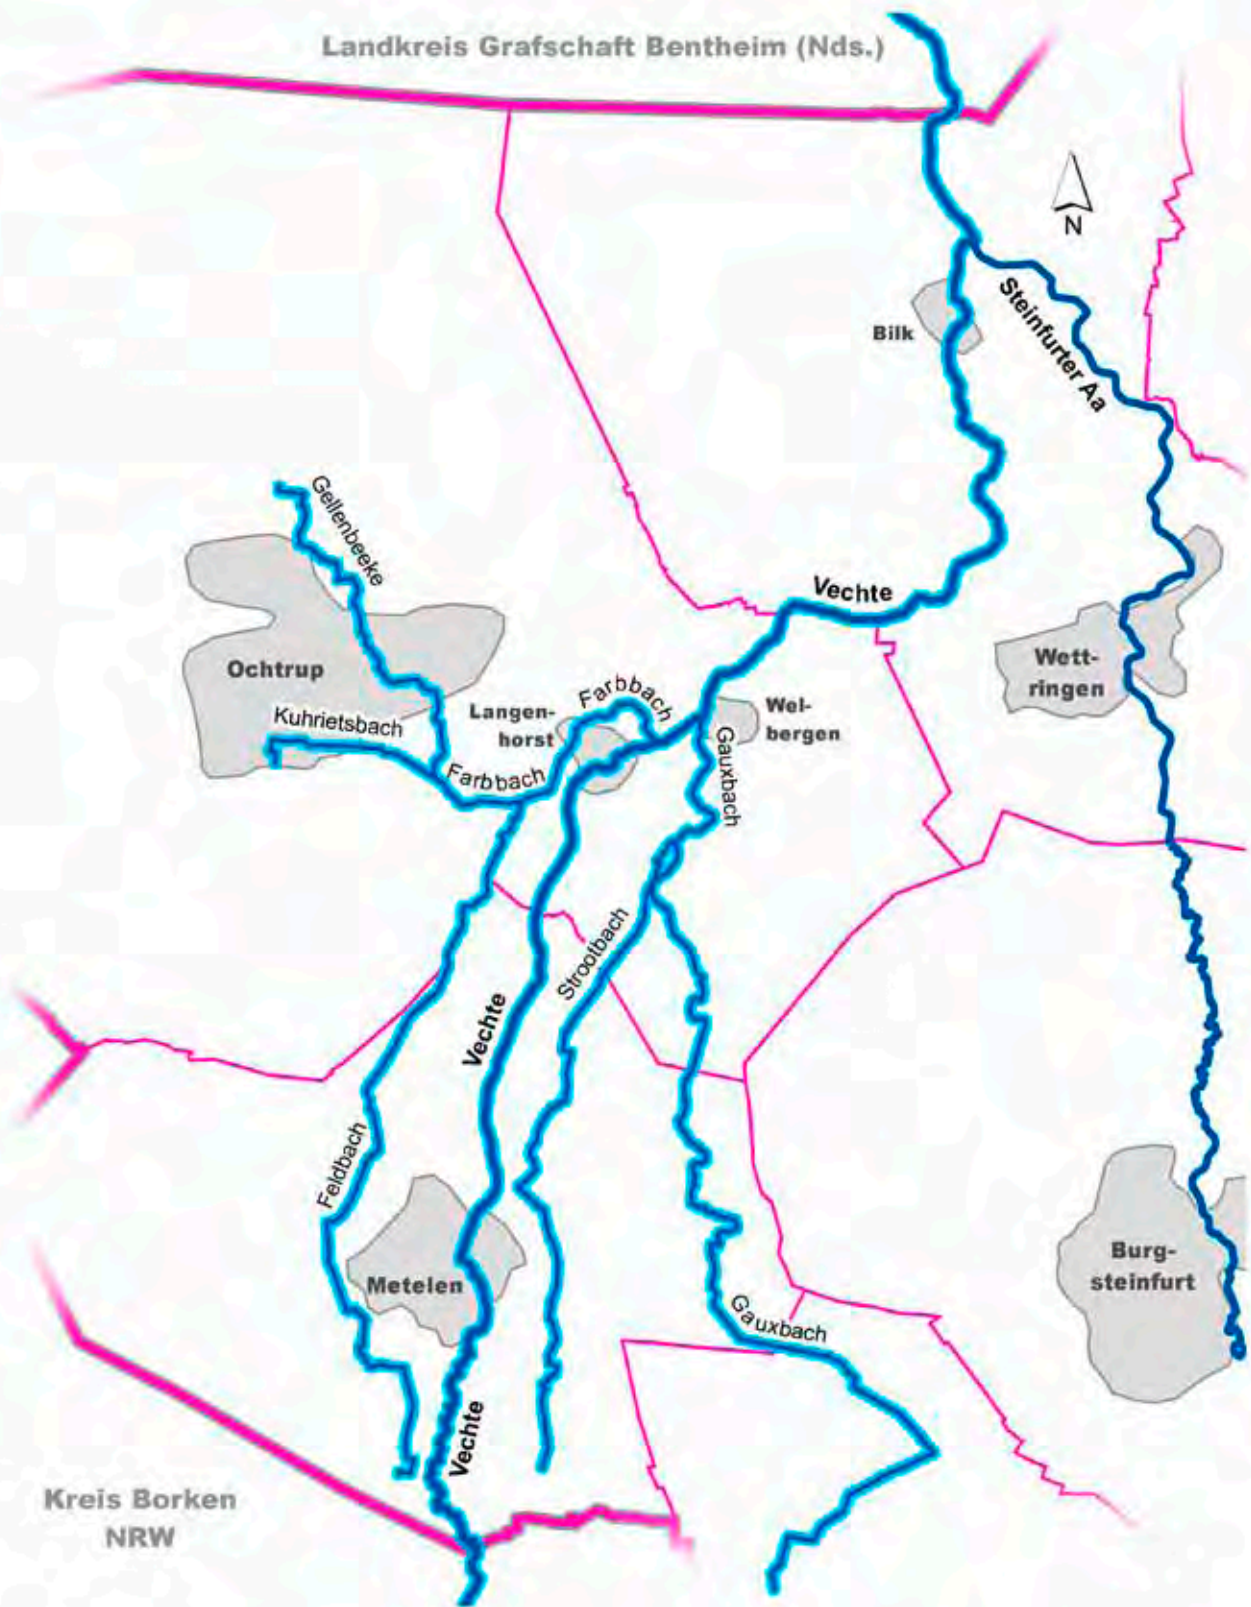 Landkreis Grafschaft Bentheim (Nds.)
N
Steinfurter Aa
Bilk
Gellenbeeke
Vechte
Ochtrup
Wett-
ringen
Farbbach
Langen-
horst
Wel-
bergen
Kuhrietsbach
Gauxbach
Farbbach
Strootbach
Vechte
Feldbach
Metelen
Burg-
steinfurt
Gauxbach
Vechte
Kreis Borken
NRW